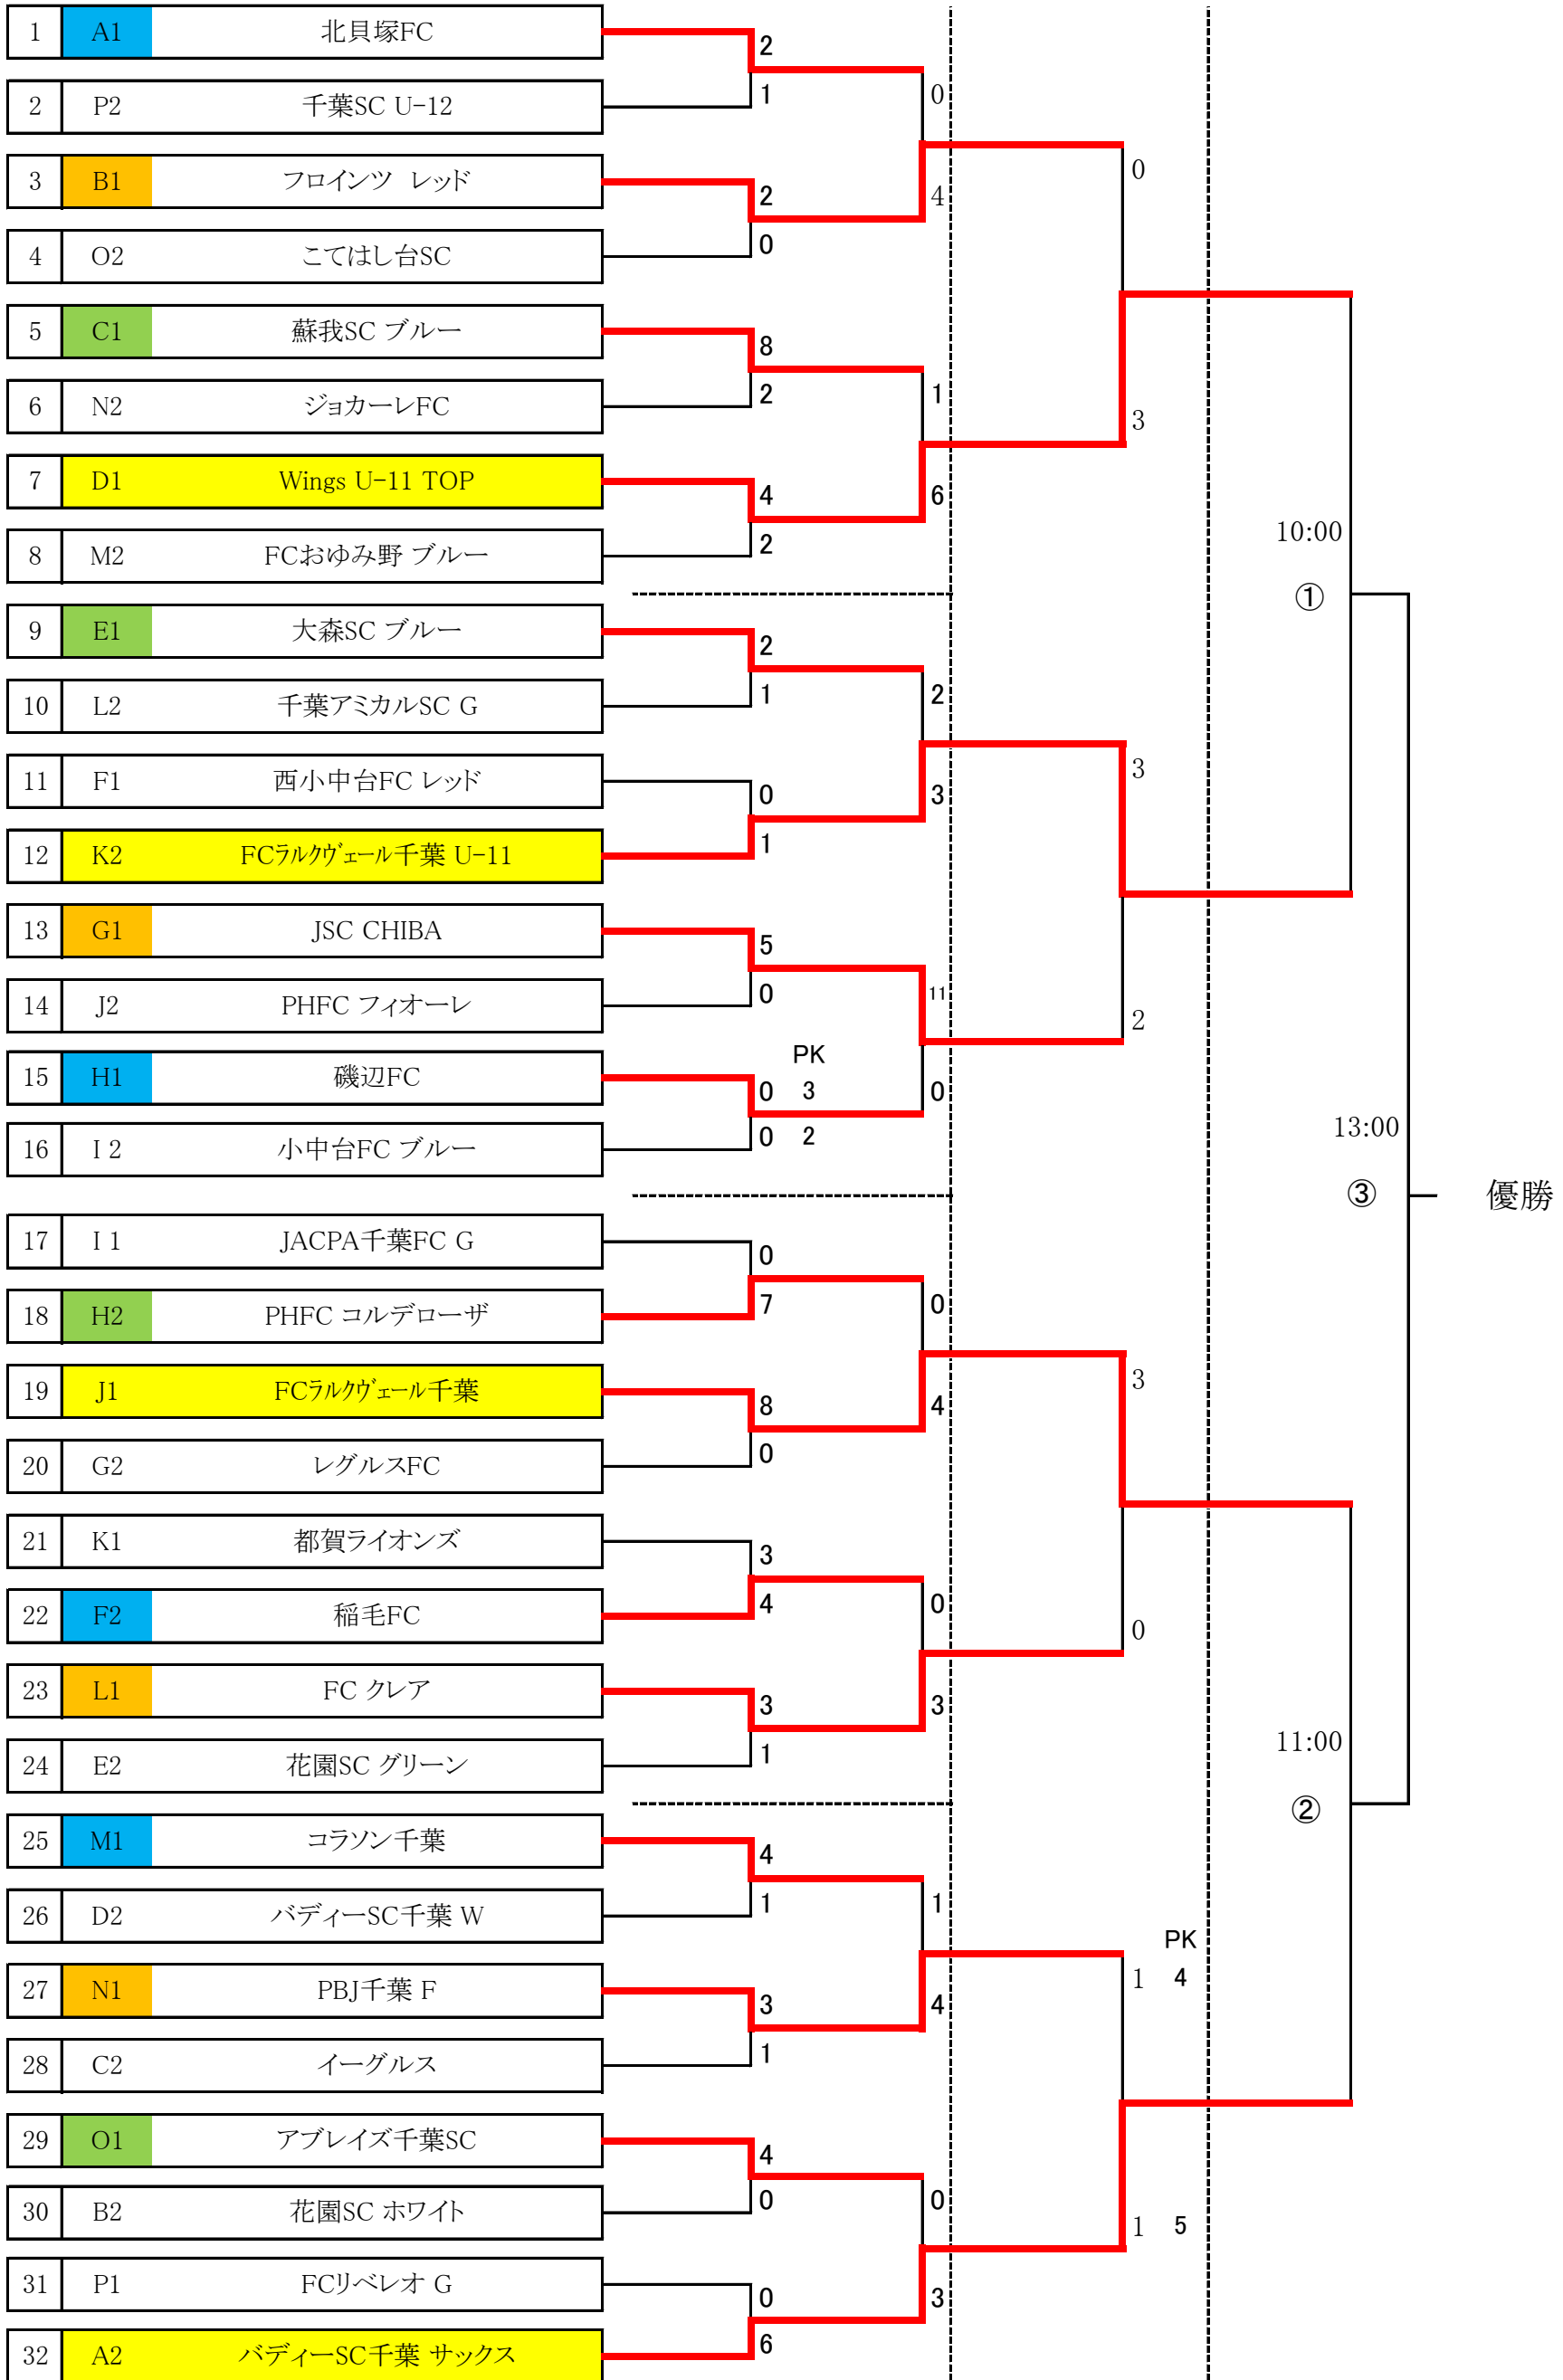 1 A1 北貝塚FC
2
1
2 P2 千葉SC U-12
0
3 B1 フロインツ レッド
0
2
4
0
4 O2 こてはし台SC
5 C1 蘇我SC ブルー
8
2
1
6 N2 ジョカーレFC
3
7 D1 Wings U-11 TOP
4
6
2
8 M2 FCおゆみ野 ブルー
10:00
①
9 E1 大森SC ブルー
2
1
2
10 L2 千葉アミカルSC G
3
11 F1 西小中台FC レッド
0
3
1
12 K2 FCﾗﾙｸｳﾞｪｰﾙ千葉 U-11
13 G1 JSC CHIBA
5
0
11
14 J2 PHFC フィオーレ
2
PK
15 H1 磯辺FC
0 3
0
0 2
16 I 2 小中台FC ブルー
13:00
③
優勝
17 I 1 JACPA千葉FC G
0
7
0
18 H2 PHFC コルデローザ
3
19 J1 FCﾗﾙｸｳﾞｪｰﾙ千葉
8
4
0
20 G2 レグルスFC
21 K1 都賀ライオンズ
3
4
0
22 F2 稲毛FC
0
23 L1 FC クレア
3
3
1
24 E2 花園SC グリーン
11:00
②
25 M1 コラソン千葉
4
1
1
26 D2 バディーSC千葉 W
PK
1 4
27 N1 PBJ千葉 F
3
4
1
28 C2 イーグルス
29 O1 アブレイズ千葉SC
4
0
0
30 B2 花園SC ホワイト
1 5
31 P1 FCリベレオ G
0
3
6
32 A2 バディーSC千葉 サックス